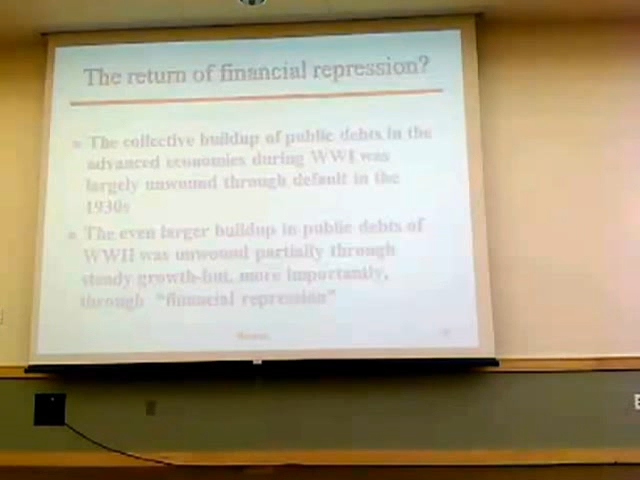 The return of financial repression?
The collective buildup of public debts in the
advanced economies during WWI was
largely unwound through default in the
1930s
The even larger buildup in public debts of
WWII was unwound partially through
steady growth-but, more importantly,
through "financial repression"